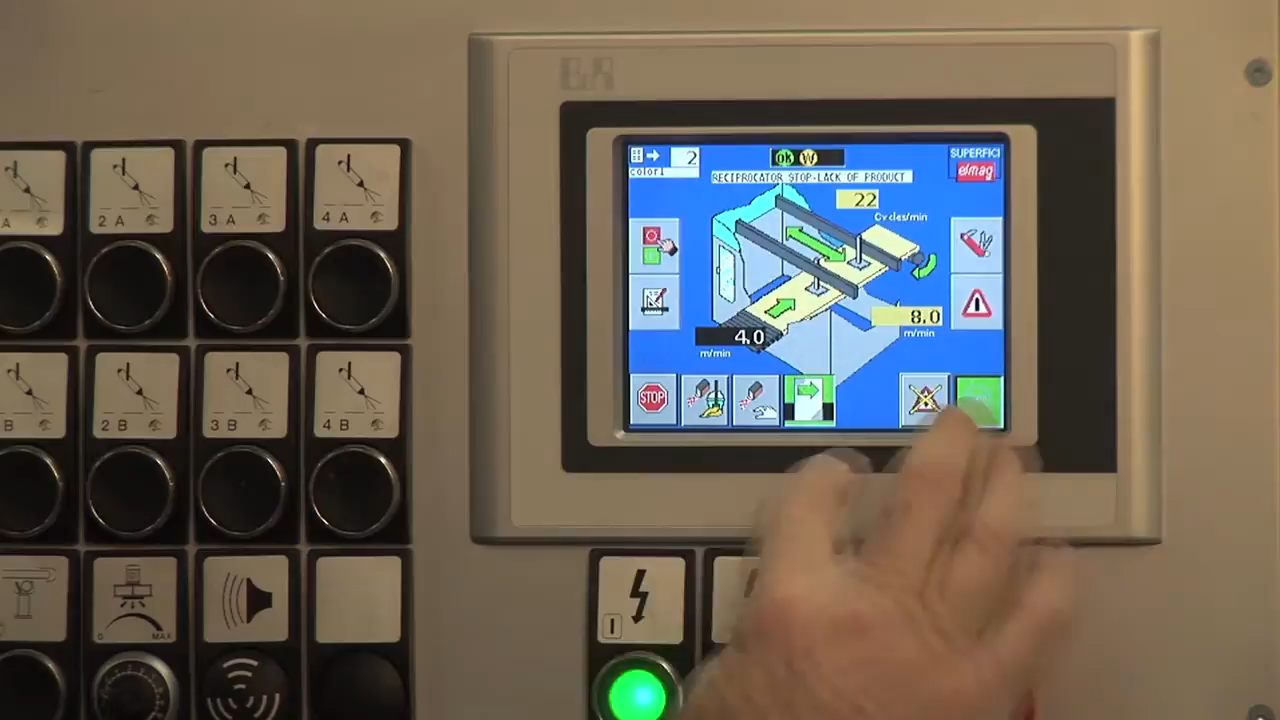 B&R
2
color1
OK W
SUPERFICI
elmag
RECIPROCATOR STOP-LACK OF PRODUCT
22
Cycles/min
8.0
m/min
4,0
m/min
STOP
A
2 A
3 A
4 A
B
2 B
3 B
4 B
0 MAX
I